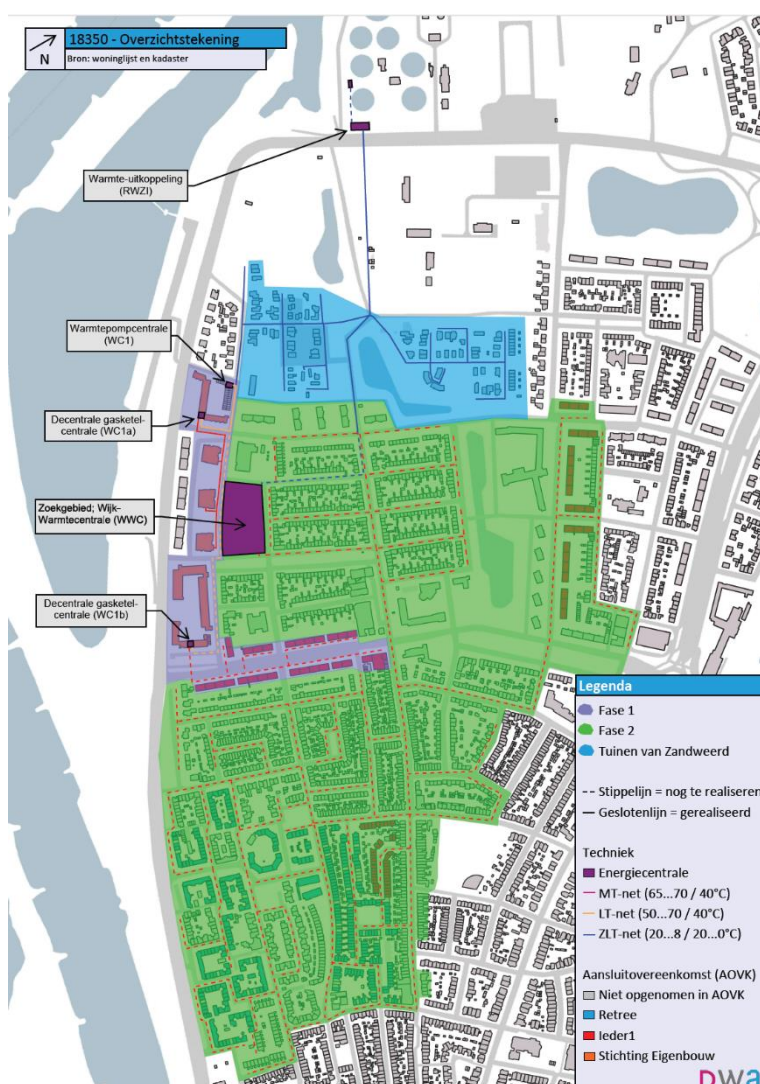 18350 - Overzichtstekening
N
Bron: woninglijst en kadaster
Warmte-uitkoppeling
(RWZI)
Warmtepompcentrale
(WC1)
Decentrale gasketel-
centrale (WC1a)
Zoekgebied; Wijk-
Warmtecentrale (WWC)
Decentrale gasketel-
centrale (WC1b)
Legenda
Fase 1
Fase 2
Tuinen van Zandweerd
Stippelijn = nog te realiseren
Geslotenlijn = gerealiseerd
Techniek
Energiecentrale
MT-net (65...70 / 40°C)
LT-net (50...70 / 40°C)
ZLT-net (20...8 / 20...0°C)
Aansluitovereenkomst (AOVK)
Niet opgenomen in AOVK
Retree
Ieder1
Stichting Eigenbouw
DWA